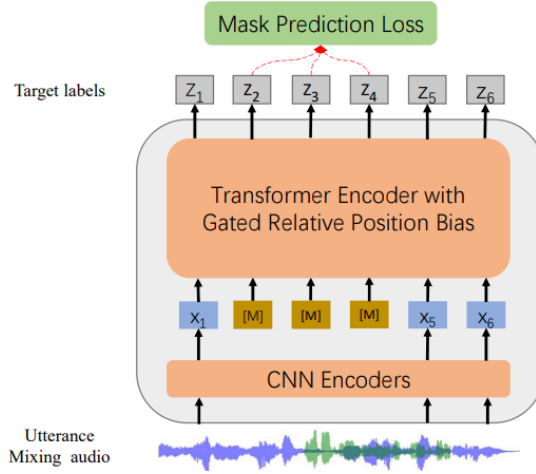 Mask Prediction Loss
Target labels
Z1 Z2 Z3 Z4 Z5 Z6
Transformer Encoder with
Gated Relative Position Bias
X1 [M] [M] [M] X5 X6
CNN Encoders
Utterance
Mixing audio